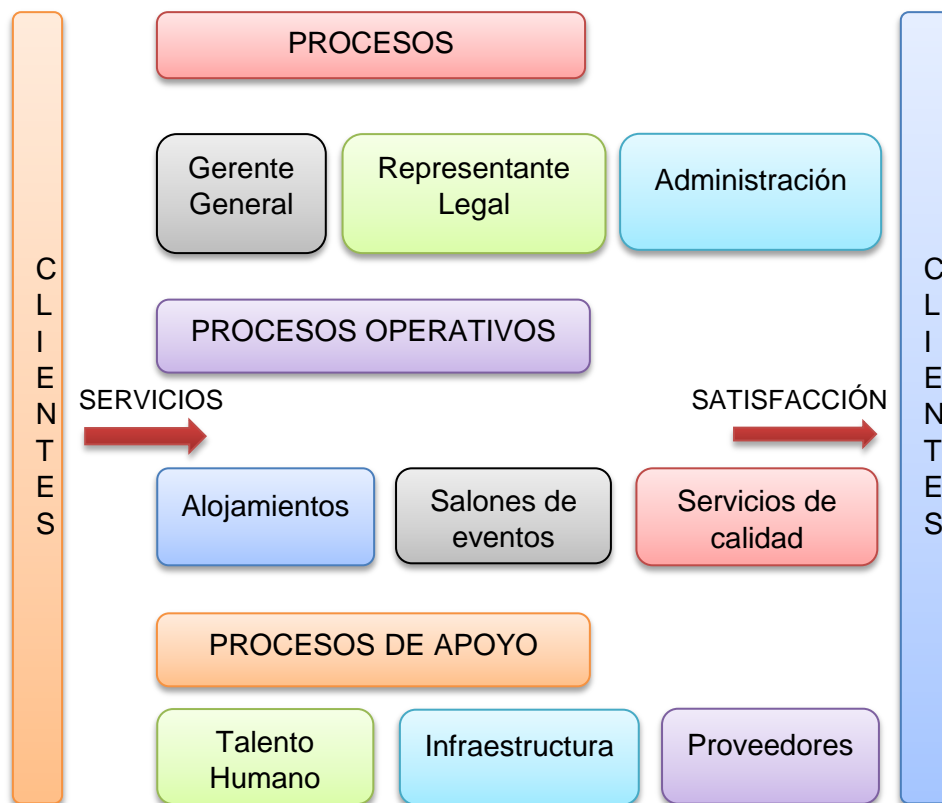 PROCESOS
Gerente
General
Representante
Legal
Administración
C
L
I
E
N
T
E
S
PROCESOS OPERATIVOS
SERVICIOS
SATISFACCIÓN
Alojamientos
Salones de
eventos
Servicios de
calidad
PROCESOS DE APOYO
Talento
Humano
Infraestructura
Proveedores
C
L
I
E
N
T
E
S